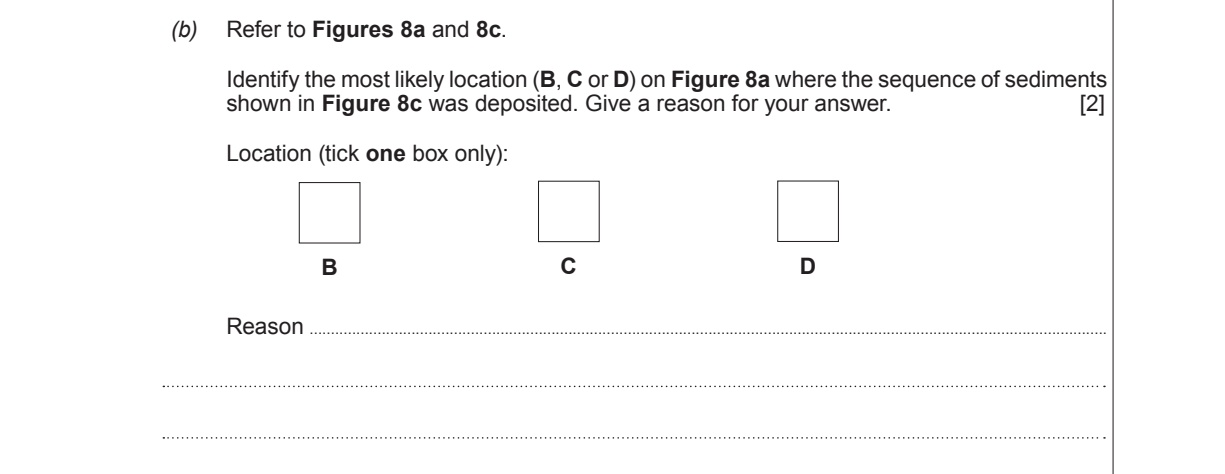 (b) Refer to Figures 8a and 8c.
Identify the most likely location (B, C or D) on Figure 8a where the sequence of sediments
shown in Figure 8c was deposited. Give a reason for your answer. [2]
Location (tick one box only):
B C D
Reason